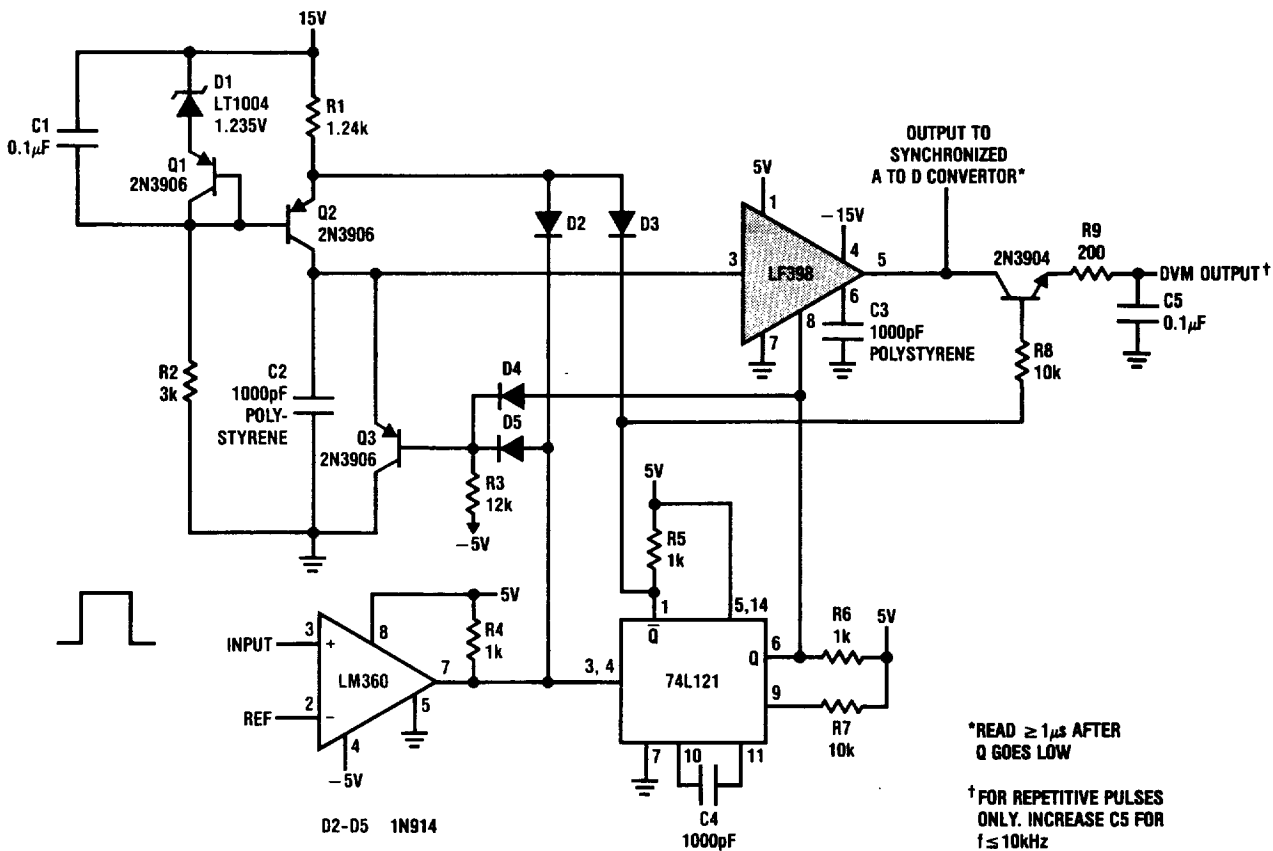 15V
D1
LT1004
1.235V
R1
1.24k
C1
0.1µF
Q1
2N3906
Q2
2N3906
D2
D3
5V
1
OUTPUT TO
SYNCHRONIZED
A TO D CONVERTOR*
−15V
4
3
LF398
5
6
8
7
C3
1000pF
POLYSTYRENE
2N3904
R9
200
DVM OUTPUT†
C5
0.1µF
R8
10k
R2
3k
C2
1000pF
POLY-
STYRENE
D4
D5
Q3
2N3906
R3
12k
−5V
5V
R5
1k
1
5,14
Q
INPUT
3
+
8
5V
R4
1k
LM360
7
REF
2
−
5
4
−5V
3, 4
74L121
Q
6
R6
1k
5V
9
R7
10k
7
10
11
C4
1000pF
D2-D5 1N914
*READ ≥ 1µs AFTER
Q GOES LOW
†FOR REPETITIVE PULSES
ONLY. INCREASE C5 FOR
f ≤ 10kHz